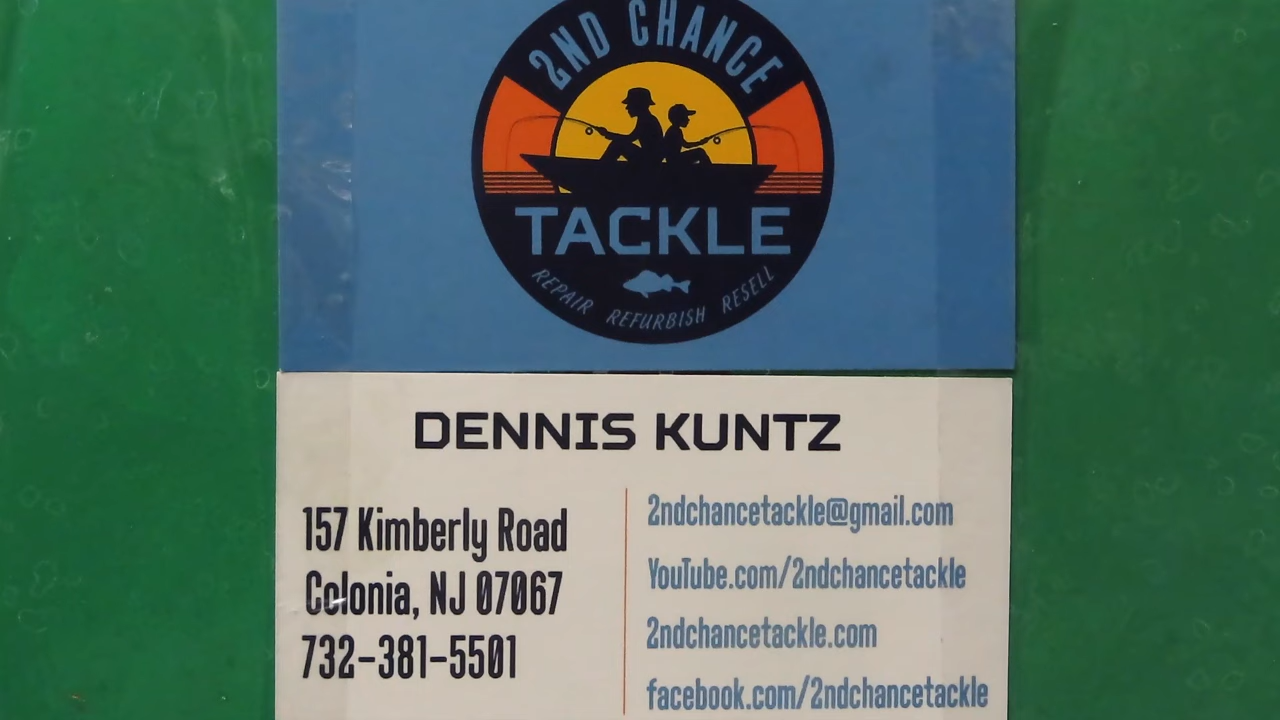 2ND CHANCE
TACKLE
REPAIR REFURBISH RESELL
DENNIS KUNTZ
157 Kimberly Road
Colonia, NJ 07067
732-381-5501
2ndchancetackle@gmail.com
YouTube.com/2ndchancetackle
2ndchancetackle.com
facebook.com/2ndchancetackle